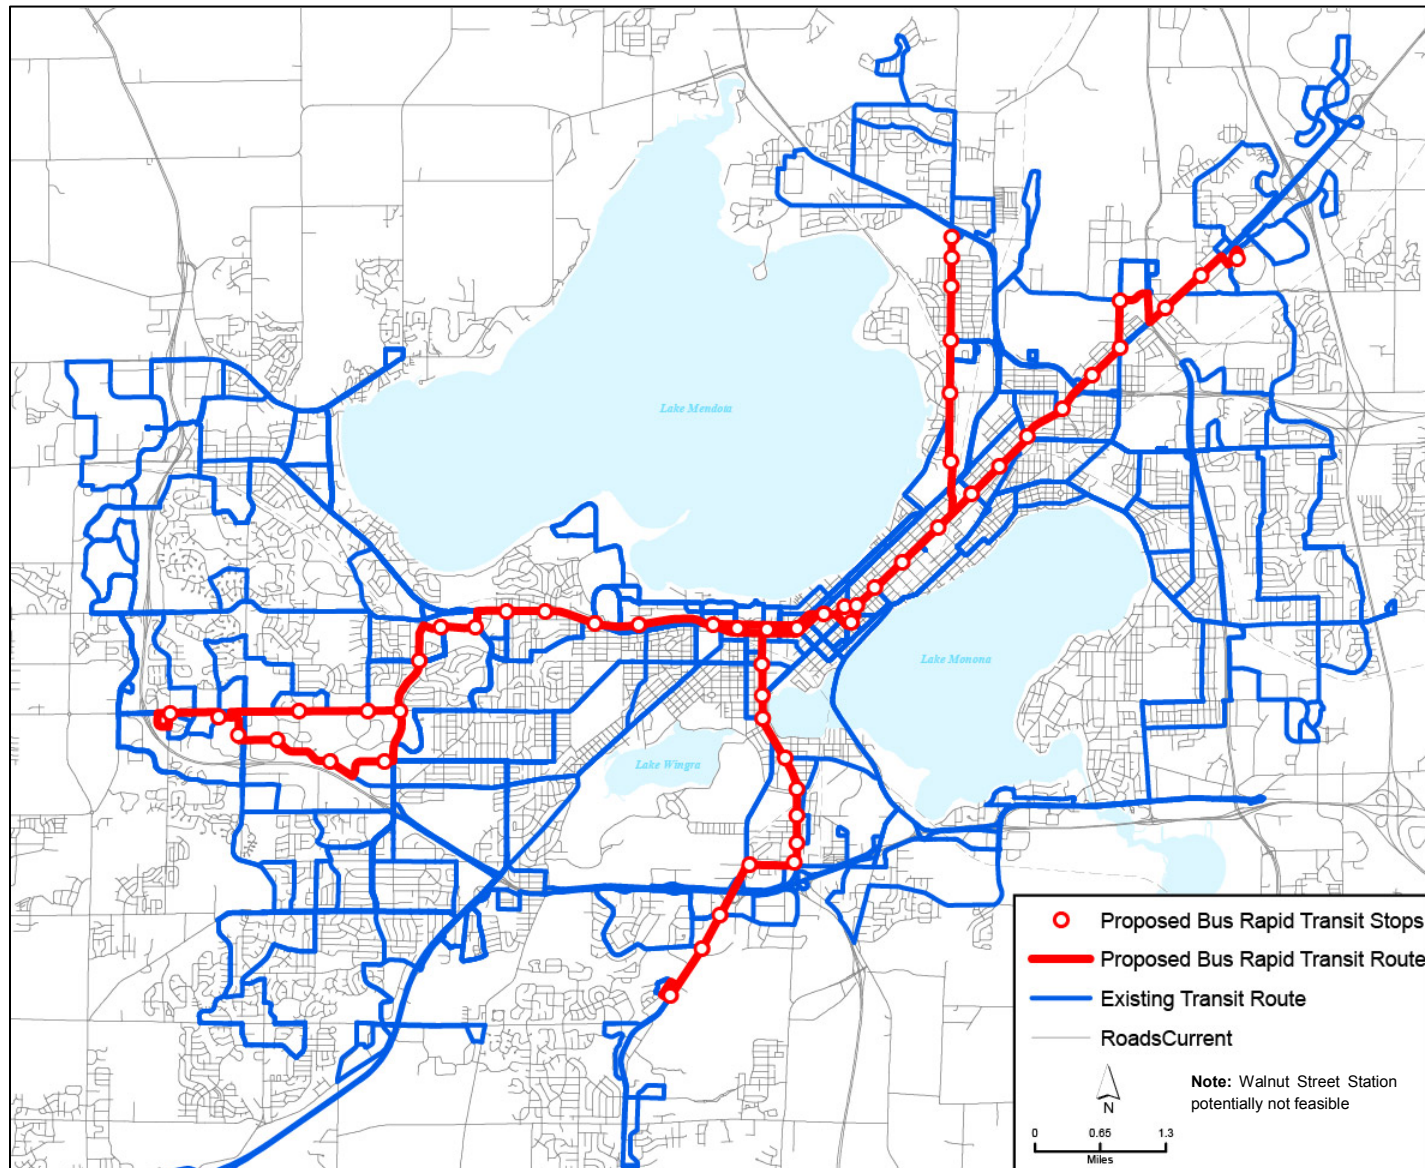 Lake Mendota
Lake Monona
Lake Wingra
Proposed Bus Rapid Transit Stops
Proposed Bus Rapid Transit Route
Existing Transit Route
RoadsCurrent
N
Note: Walnut Street Station
potentially not feasible
0 0.65 1.3
Miles